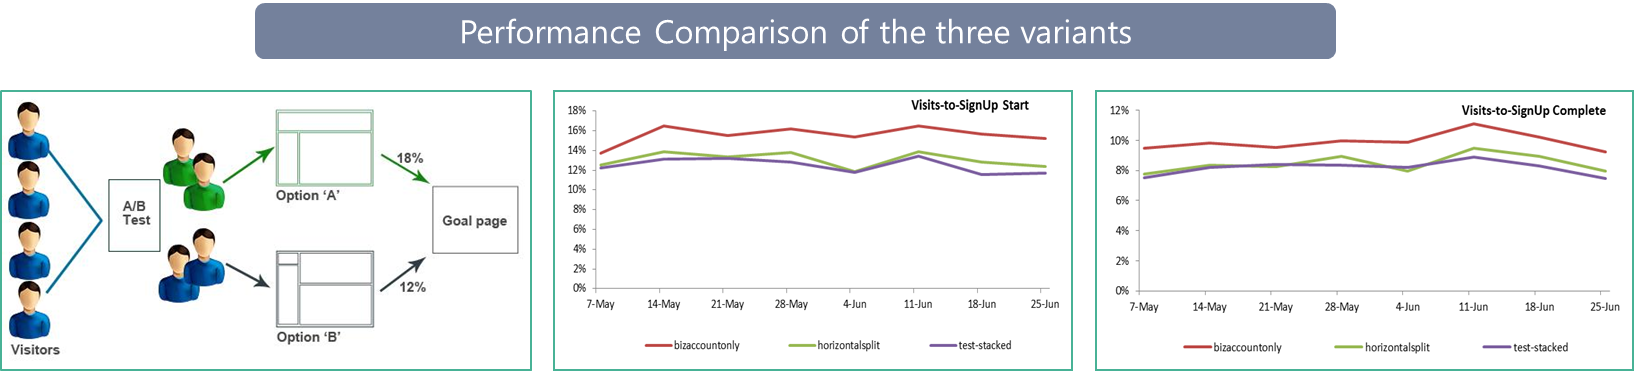 Performance Comparison of the three variants
A/B
Test
18%
Option ‘A’
Goal page
12%
Option ‘B’
Visitors
Visits-to-SignUp Start
18%
16%
14%
12%
10%
8%
6%
4%
2%
0%
7-May 14-May 21-May 28-May 4-Jun 11-Jun 18-Jun 25-Jun
bizaccountonly horizontalsplit test-stacked
Visits-to-SignUp Complete
12%
10%
8%
6%
4%
2%
0%
7-May 14-May 21-May 28-May 4-Jun 11-Jun 18-Jun 25-Jun
bizaccountonly horizontalsplit test-stacked